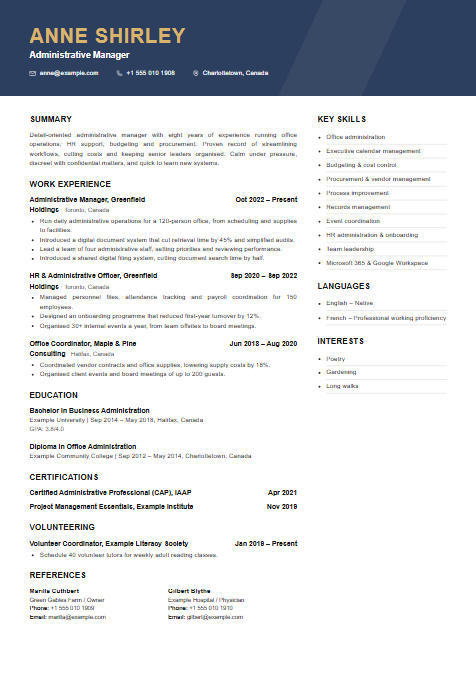 ANNE SHIRLEY
Administrative Manager
anne@example.com
+1 555 010 1908
Charlottetown, Canada
SUMMARY
Detail-oriented administrative manager with eight years of experience running office
operations, HR support, budgeting and procurement. Proven record of streamlining
workflows, cutting costs and keeping senior leaders organised. Calm under pressure,
discreet with confidential matters, and quick to learn new systems.
WORK EXPERIENCE
Administrative Manager, Greenfield Oct 2022 – Present
Holdings · Toronto, Canada
• Run daily administrative operations for a 120-person office, from scheduling and supplies
to facilities.
• Introduced a digital document system that cut retrieval time by 45% and simplified audits.
• Lead a team of four administrative staff, setting priorities and reviewing performance.
• Introduced a shared digital filing system, cutting document search time by half.
HR & Administrative Officer, Greenfield Sep 2020 – Sep 2022
Holdings · Toronto, Canada
• Managed personnel files, attendance tracking and payroll coordination for 150
employees.
• Designed an onboarding programme that reduced first-year turnover by 12%.
• Organised 30+ internal events a year, from team offsites to board meetings.
Office Coordinator, Maple & Pine Jun 2018 – Aug 2020
Consulting · Halifax, Canada
• Coordinated vendor contracts and office supplies, lowering supply costs by 18%.
• Organised client events and board meetings of up to 200 guests.
EDUCATION
Bachelor in Business Administration
Example University | Sep 2014 – May 2018, Halifax, Canada
GPA: 3.8/4.0
Diploma in Office Administration
Example Community College | Sep 2012 – May 2014, Charlottetown, Canada
CERTIFICATIONS
Certified Administrative Professional (CAP), IAAP Apr 2021
Project Management Essentials, Example Institute Nov 2019
VOLUNTEERING
Volunteer Coordinator, Example Literacy Society Jan 2019 – Present
• Schedule 40 volunteer tutors for weekly adult reading classes.
REFERENCES
Marilla Cuthbert
Green Gables Farm / Owner
Phone: +1 555 010 1909
Email: marilla@example.com
Gilbert Blythe
Example Hospital / Physician
Phone: +1 555 010 1910
Email: gilbert@example.com
KEY SKILLS
• Office administration
• Executive calendar management
• Budgeting & cost control
• Procurement & vendor management
• Process improvement
• Records management
• Event coordination
• HR administration & onboarding
• Team leadership
• Microsoft 365 & Google Workspace
LANGUAGES
• English – Native
• French – Professional working proficiency
INTERESTS
• Poetry
• Gardening
• Long walks